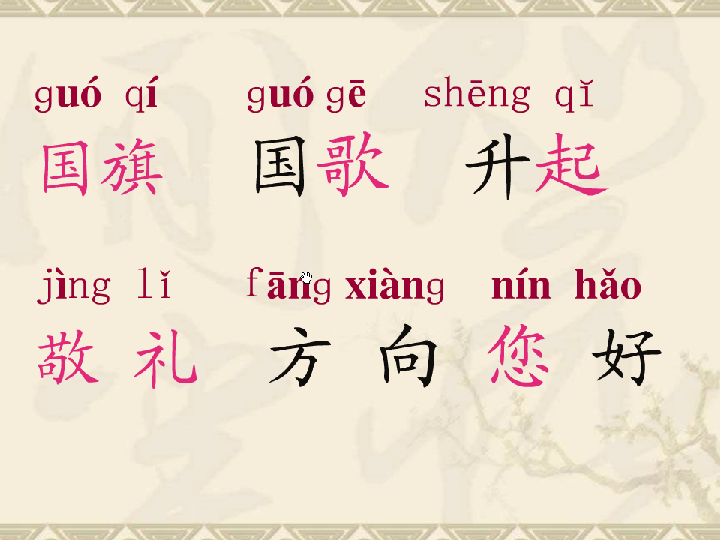 guó qí guó gē shēng qǐ
国旗 国歌 升起
jìng lǐ fāng xiàng nín hǎo
敬 礼 方 向 您 好